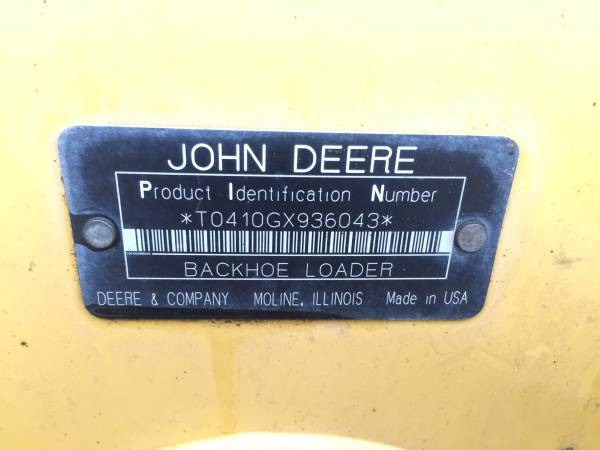 JOHN DEERE
Product Identification Number
*T0410GX936043*
BACKHOE LOADER
DEERE & COMPANY MOLINE, ILLINOIS Made in USA